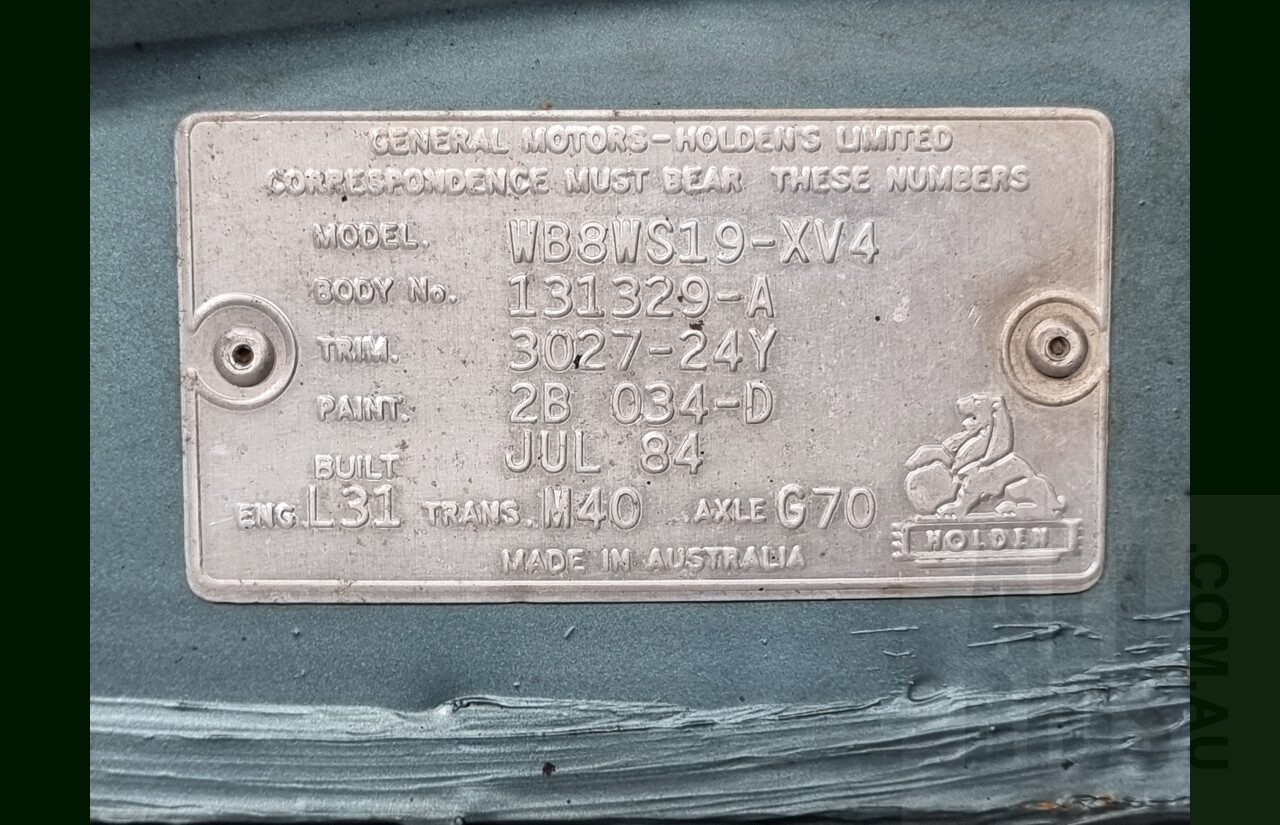 GENERAL MOTORS-HOLDEN'S LIMITED
CORRESPONDENCE MUST BEAR THESE NUMBERS
MODEL. WB8WS19-XV4
BODY No. 131329-A
TRIM. 3027-24Y
PAINT. 2B 034-D
BUILT JUL 84
ENG. L31 TRANS. M40 AXLE G70
HOLDEN
MADE IN AUSTRALIA
.COM.AU